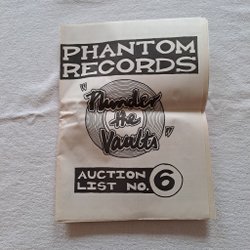 PHANTOM
RECORDS
"Plunder
the
Vaults"
AUCTION
LIST NO. 6